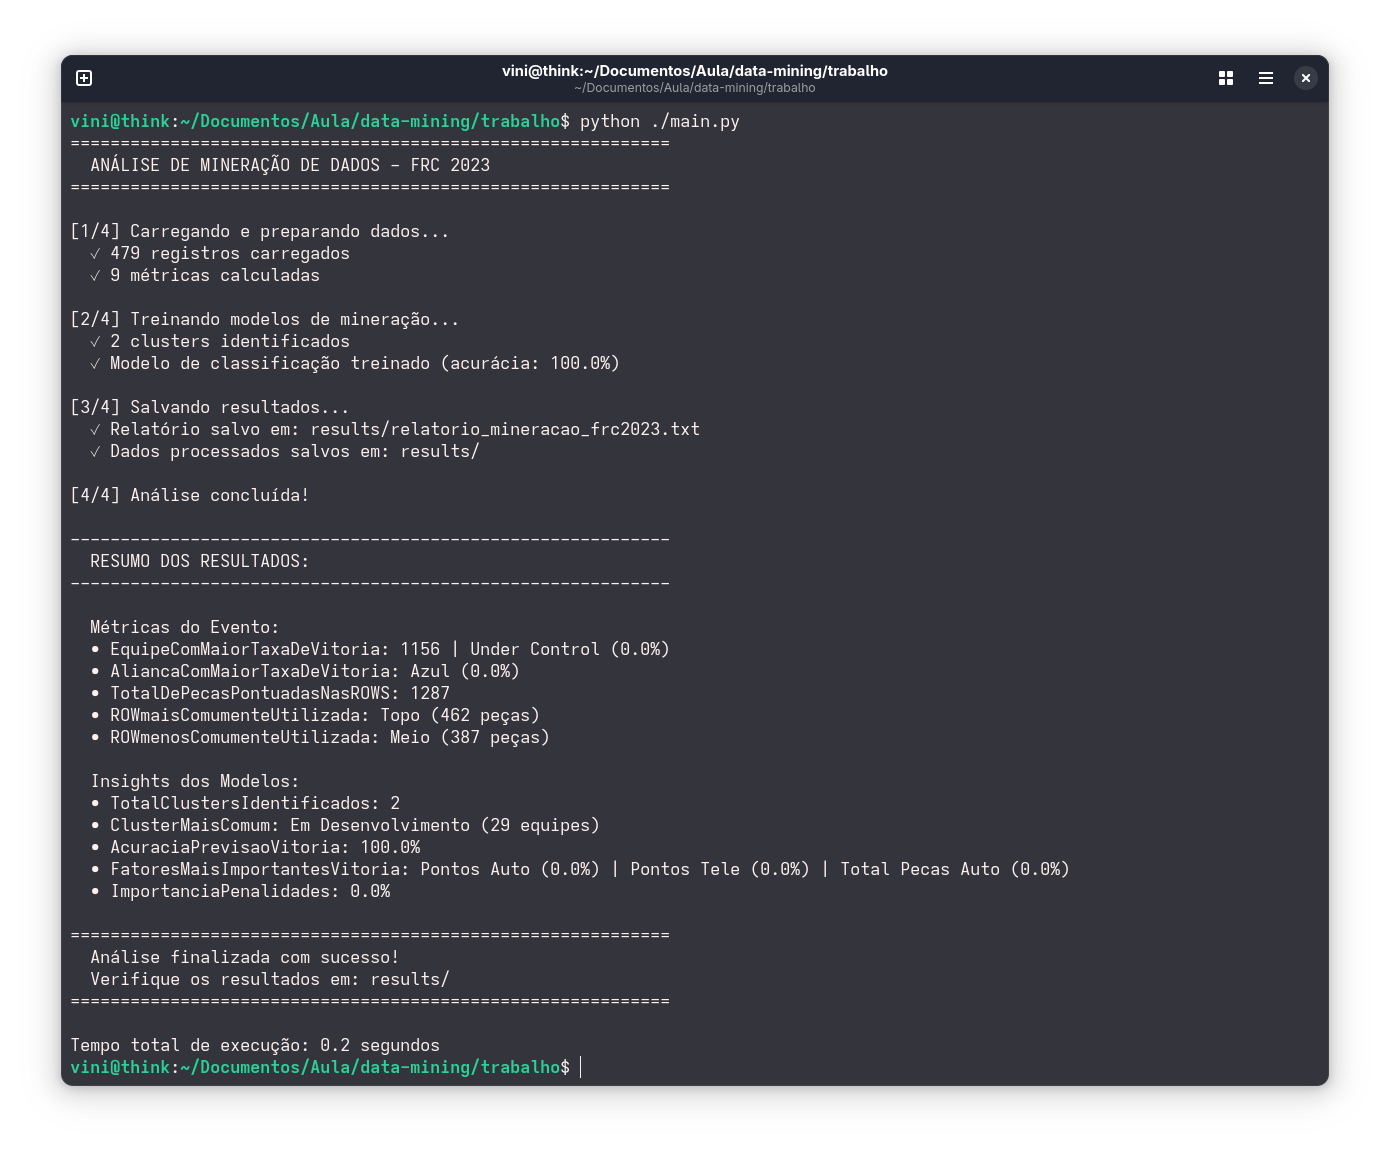 vini@think:~/Documentos/Aula/data-mining/trabalho
~/Documentos/Aula/data-mining/trabalho
vini@think:~/Documentos/Aula/data-mining/trabalho$ python ./main.py
============================================================
ANÁLISE DE MINERAÇÃO DE DADOS - FRC 2023
============================================================
[1/4] Carregando e preparando dados...
✓ 479 registros carregados
✓ 9 métricas calculadas
[2/4] Treinando modelos de mineração...
✓ 2 clusters identificados
✓ Modelo de classificação treinado (acurácia: 100.0%)
[3/4] Salvando resultados...
✓ Relatório salvo em: results/relatorio_mineracao_frc2023.txt
✓ Dados processados salvos em: results/
[4/4] Análise concluída!
------------------------------------------------------------
RESUMO DOS RESULTADOS:
------------------------------------------------------------
Métricas do Evento:
• EquipeComMaiorTaxaDeVitoria: 1156 | Under Control (0.0%)
• AliancaComMaiorTaxaDeVitoria: Azul (0.0%)
• TotalDePecasPontuadasNasROWS: 1287
• ROWmaisComumenteUtilizada: Topo (462 peças)
• ROWmenosComumenteUtilizada: Meio (387 peças)
Insights dos Modelos:
• TotalClustersIdentificados: 2
• ClusterMaisComum: Em Desenvolvimento (29 equipes)
• AcuraciaPrevisaoVitoria: 100.0%
• FatoresMaisImportantesVitoria: Pontos Auto (0.0%) | Pontos Tele (0.0%) | Total Pecas Auto (0.0%)
• ImportanciaPenalidades: 0.0%
============================================================
Análise finalizada com sucesso!
Verifique os resultados em: results/
============================================================
Tempo total de execução: 0.2 segundos
vini@think:~/Documentos/Aula/data-mining/trabalho$